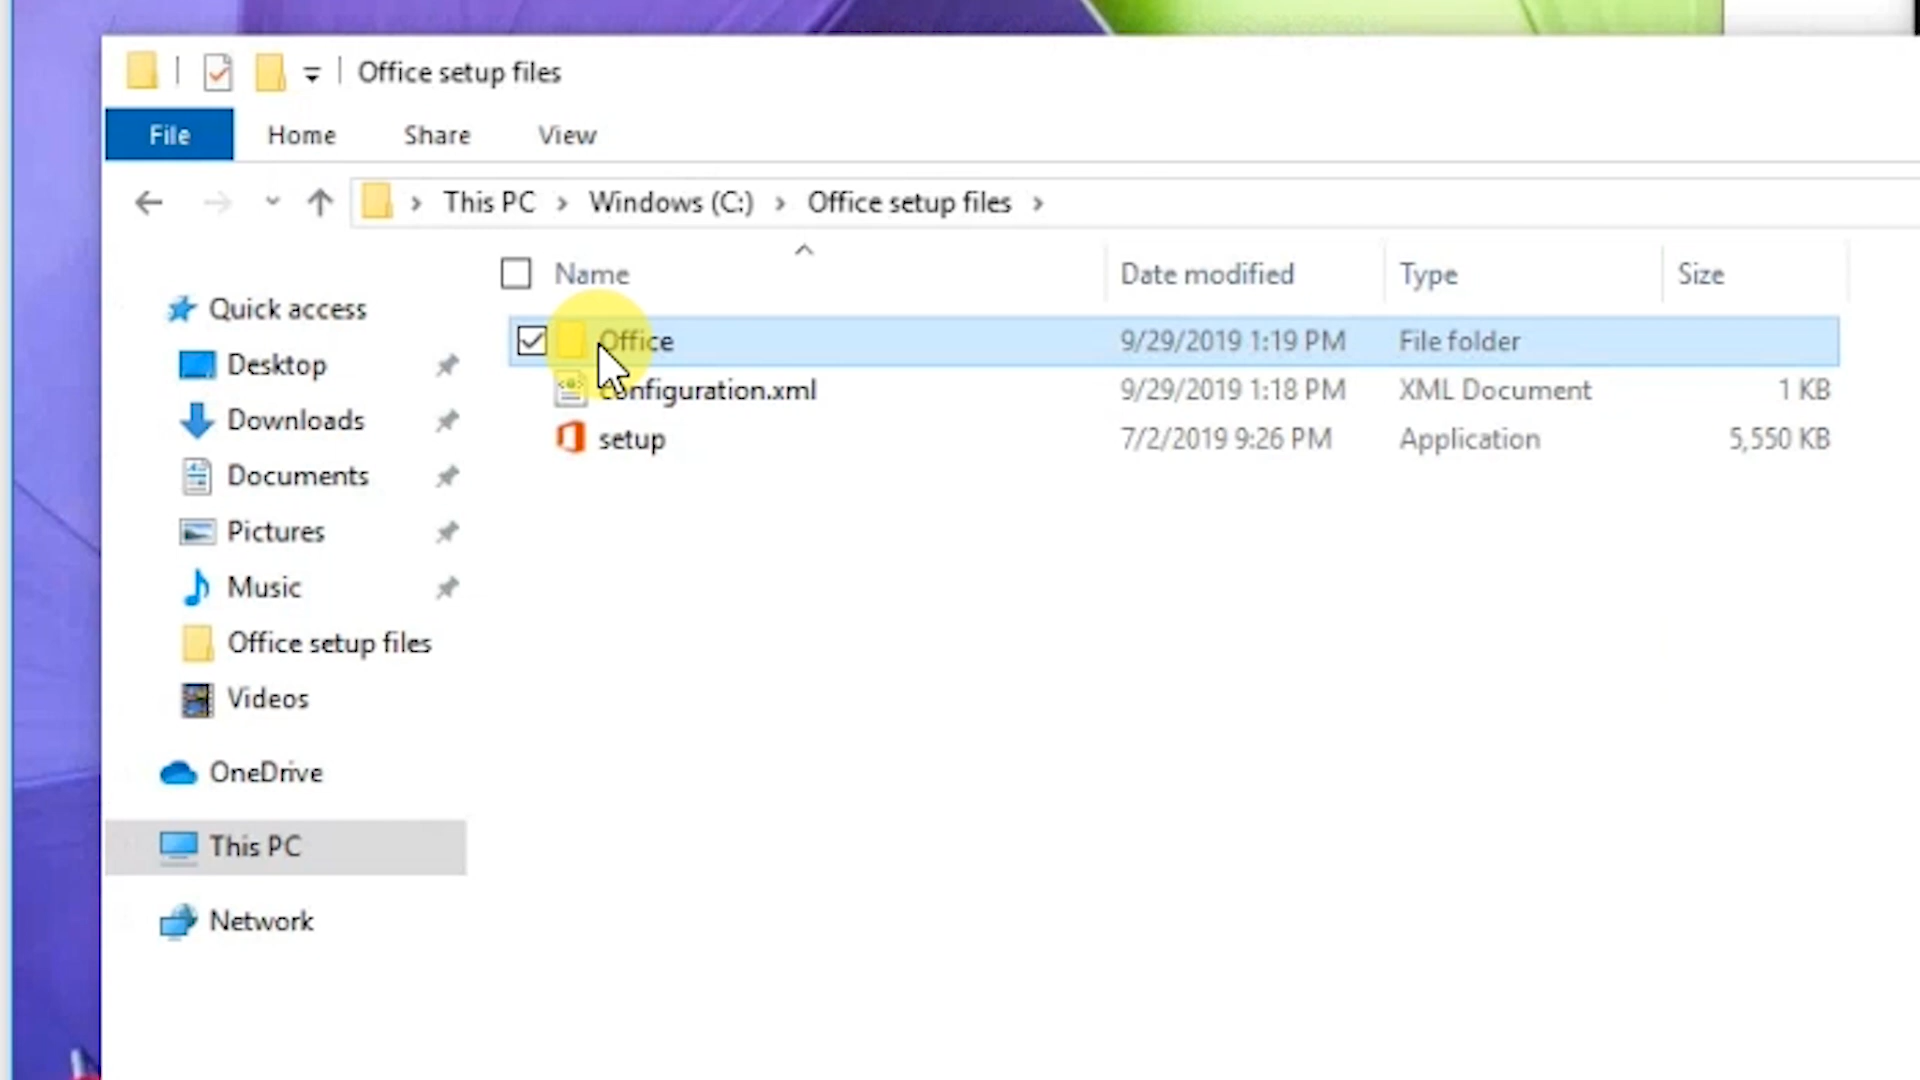 Office setup files
File Home Share View
This PC Windows (C:) Office setup files
Name Date modified Type Size
Office 9/29/2019 1:19 PM File folder
configuration.xml 9/29/2019 1:18 PM XML Document 1 KB
setup 7/2/2019 9:26 PM Application 5,550 KB
Quick access
Desktop
Downloads
Documents
Pictures
Music
Office setup files
Videos
OneDrive
This PC
Network